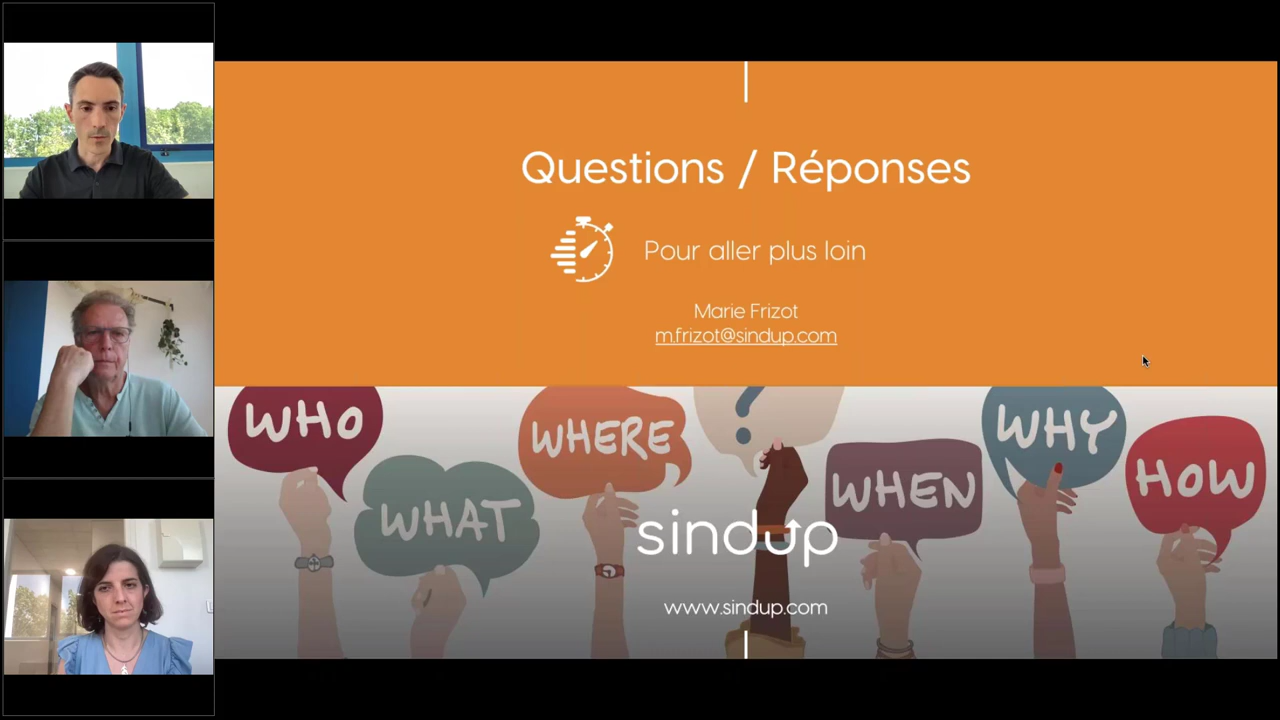 Questions / Réponses
Pour aller plus loin
Marie Frizot
m.frizot@sindup.com
WHO
WHAT
WHERE
?
WHEN
WHY
HOW
sindup
www.sindup.com